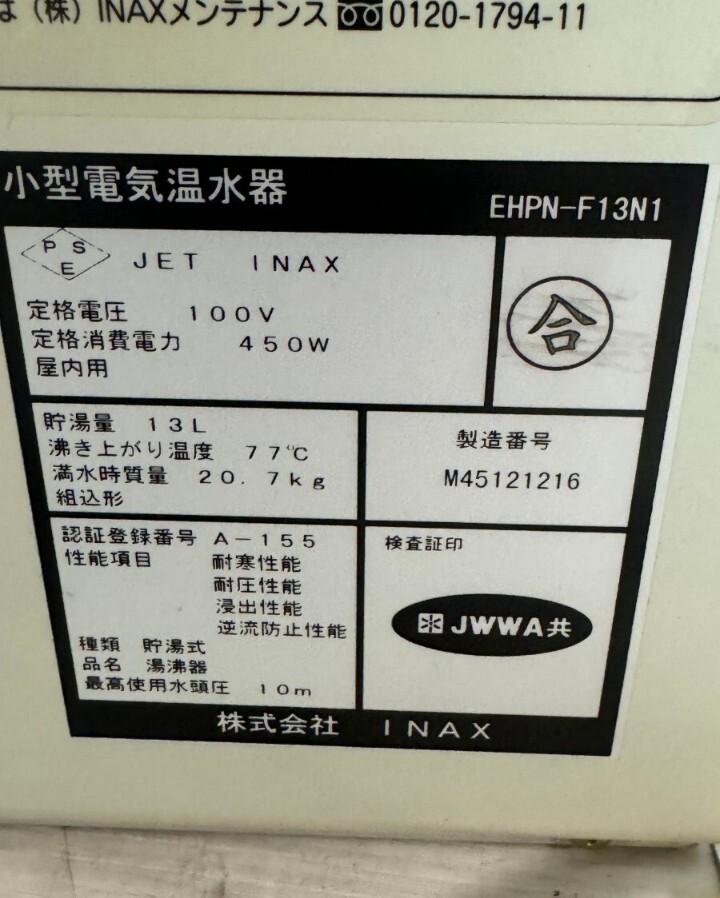 は（株）INAXメンテナンス 0120-1794-11
小型電気温水器 EHPN-F13N1
PSE JET INAX
合
定格電圧 100V
定格消費電力 450W
屋内用
貯湯量 13L
沸き上がり温度 77℃
満水時質量 20.7kg
組込形
製造番号
M45121216
認証登録番号 A-155
性能項目 耐寒性能
耐圧性能
浸出性能
逆流防止性能
種類 貯湯式
品名 湯沸器
最高使用水頭圧 10m
検査証印
JWWA共
株式会社 INAX